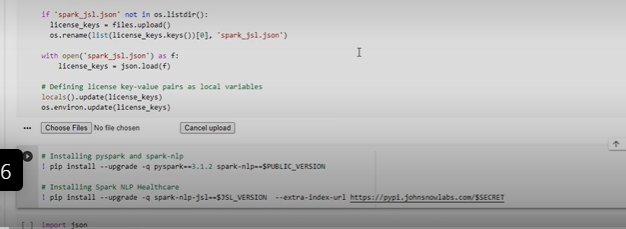 if 'spark_jsl.json' not in os.listdir():
license_keys = files.upload()
os.rename(list(license_keys.keys())[0], 'spark_jsl.json')
with open('spark_jsl.json') as f:
license_keys = json.load(f)
# Defining license key-value pairs as local variables
locals().update(license_keys)
os.environ.update(license_keys)
Choose Files No file chosen Cancel upload
6
# Installing pyspark and spark-nlp
! pip install --upgrade -q pyspark==3.1.2 spark-nlp==$PUBLIC_VERSION
# Installing Spark NLP Healthcare
! pip install --upgrade -q spark-nlp-jsl==$JSL_VERSION --extra-index-url https://pypi.johnsnowlabs.com/$SECRET
[ ] import json